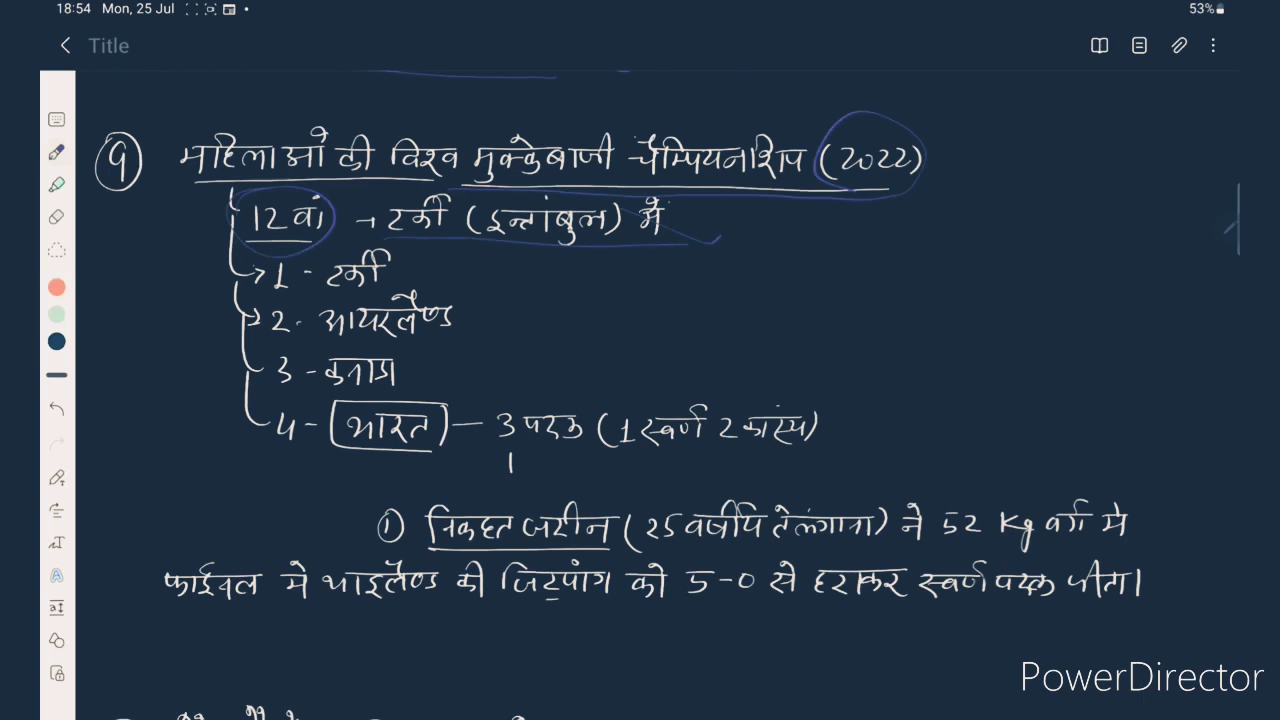 18:54 Mon, 25 Jul
53%
Title
9 महिलाओं की विश्व मुक्केबाजी चैम्पियनशिप (2022)
12वां → टर्की (इस्तांबुल) में
→ 1 - टर्की
→ 2 - आयरलैण्ड
3 - कनाडा
4 - भारत — 3 पदक (1 स्वर्ण 2 कांस्य)
① निकहत जरीन (25 वर्षीय तेलंगाना) ने 52 Kg वर्ग में
फाईनल में थाइलैण्ड की जिटपोंग को 5-0 से हराकर स्वर्ण पदक जीता।
PowerDirector